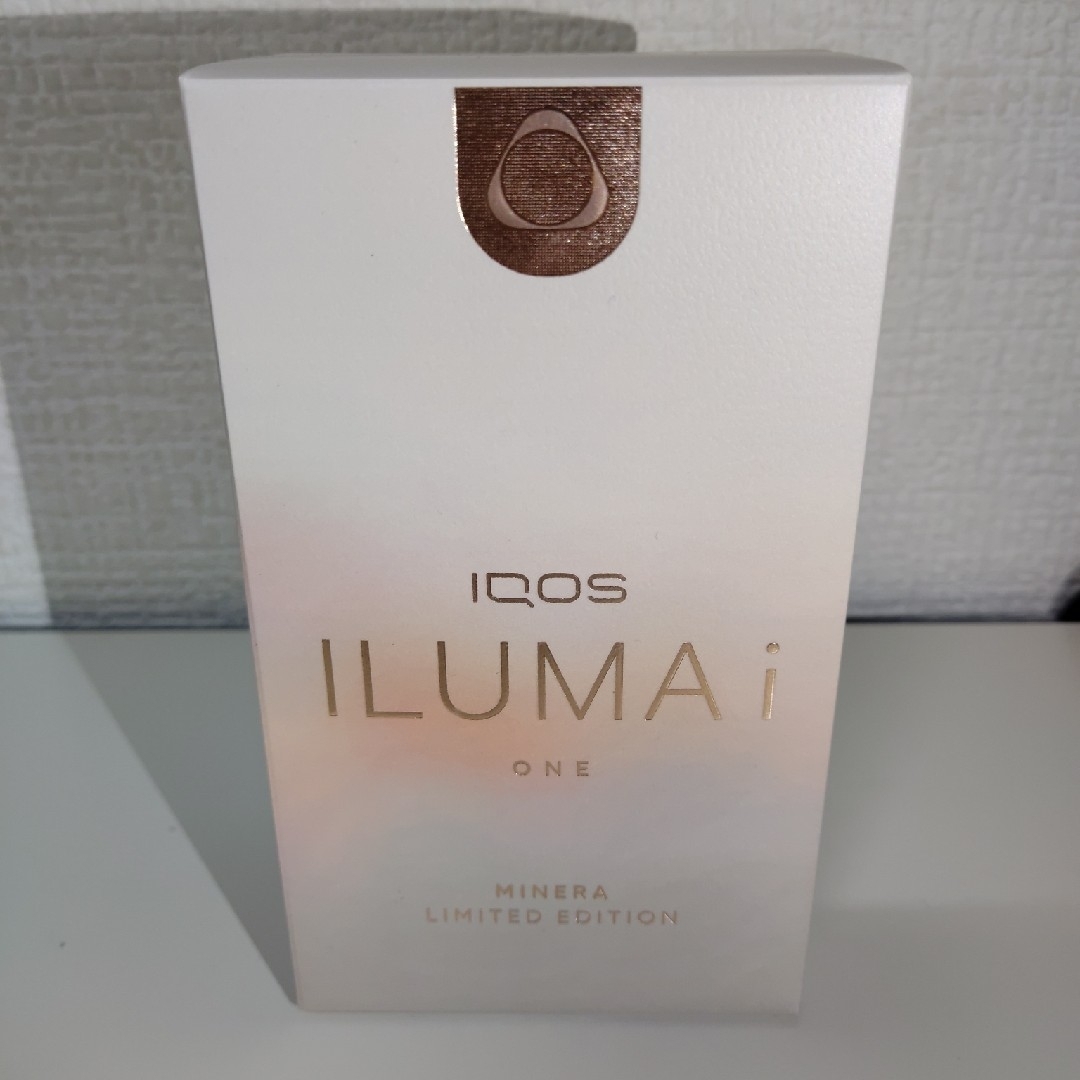 IQOS
ILUMA i
ONE
MINERA
LIMITED EDITION